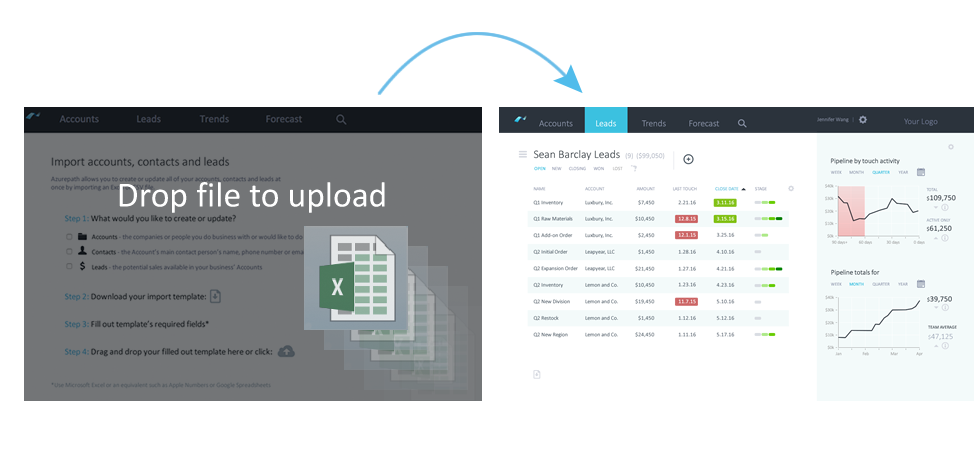 Accounts Leads Trends Forecast
Import accounts, contacts and leads
Azurepath allows you to create or update all of your accounts, contacts and leads at
once by importing an Excel file
Drop file to upload
Step 1: What would you like to create or update?
Accounts - the companies or people you do business with or would like to do
Contacts - the Account's main contact person's name, phone number or emai
Leads - the potential sales available in your business' Accounts
Step 2: Download your import template:
Step 3: Fill out template's required fields*
Step 4: Drag and drop your filled out template here or click:
*Use Microsoft Excel or an equivalent such as Apple Numbers or Google Spreadsheets
X
Accounts Leads Trends Forecast Jennifer Wang | Your Logo
Sean Barclay Leads (9) ($99,050)
OPEN NEW CLOSING WON LOST
NAME ACCOUNT AMOUNT LAST TOUCH CLOSE DATE STAGE
Q1 Inventory Luxbury, Inc. $7,450 2.21.16 3.11.16
Q1 Raw Materials Luxbury, Inc. $10,450 12.8.15 3.15.16
Q1 Add-on Order Luxbury, Inc. $2,450 12.1.15 3.25.16
Q2 Initial Order Leapyear, LLC $1,450 1.28.16 4.10.16
Q2 Expansion Order Leapyear, LLC $21,450 1.27.16 4.21.16
Q2 Inventory Lemon and Co. $10,450 1.23.16 4.23.16
Q2 New Division Lemon and Co. $19,450 11.7.15 5.10.16
Q2 Restock Lemon and Co. $1,450 1.12.16 5.12.16
Q2 New Region Lemon and Co. $24,450 1.11.16 5.17.16
Pipeline by touch activity
WEEK MONTH QUARTER YEAR
TOTAL
$109,750
ACTIVE ONLY
$61,250
$40k
$30k
$20k
$10k
$0k
90 days+ 60 days 30 days 0 days
Pipeline totals for
WEEK MONTH QUARTER YEAR
$39,750
TEAM AVERAGE
$47,125
$40k
$30k
$20k
$10k
$0k
Jan Feb Mar Apr